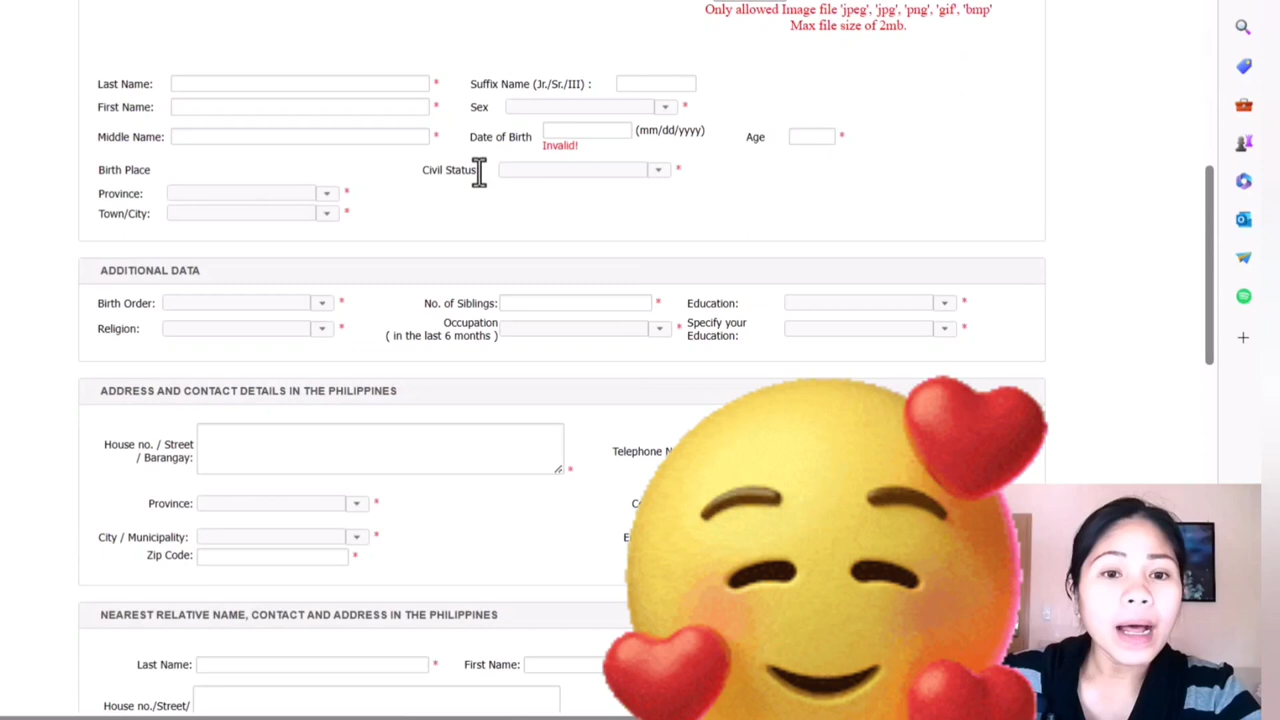 Only allowed Image file 'jpeg', 'jpg', 'png', 'gif', 'bmp'
Max file size of 2mb.
Last Name: * Suffix Name (Jr./Sr./III) :
First Name: * Sex *
Middle Name: * Date of Birth (mm/dd/yyyy) Age *
Invalid!
Birth Place Civil Status *
Province: *
Town/City: *
ADDITIONAL DATA
Birth Order: * No. of Siblings: * Education: *
Religion: * Occupation * Specify your *
( in the last 6 months ) Education:
ADDRESS AND CONTACT DETAILS IN THE PHILIPPINES
House no. / Street
/ Barangay: * Telephone
Province: *
City / Municipality: *
Zip Code: *
NEAREST RELATIVE NAME, CONTACT AND ADDRESS IN THE PHILIPPINES
Last Name: * First Name:
House no./Street/